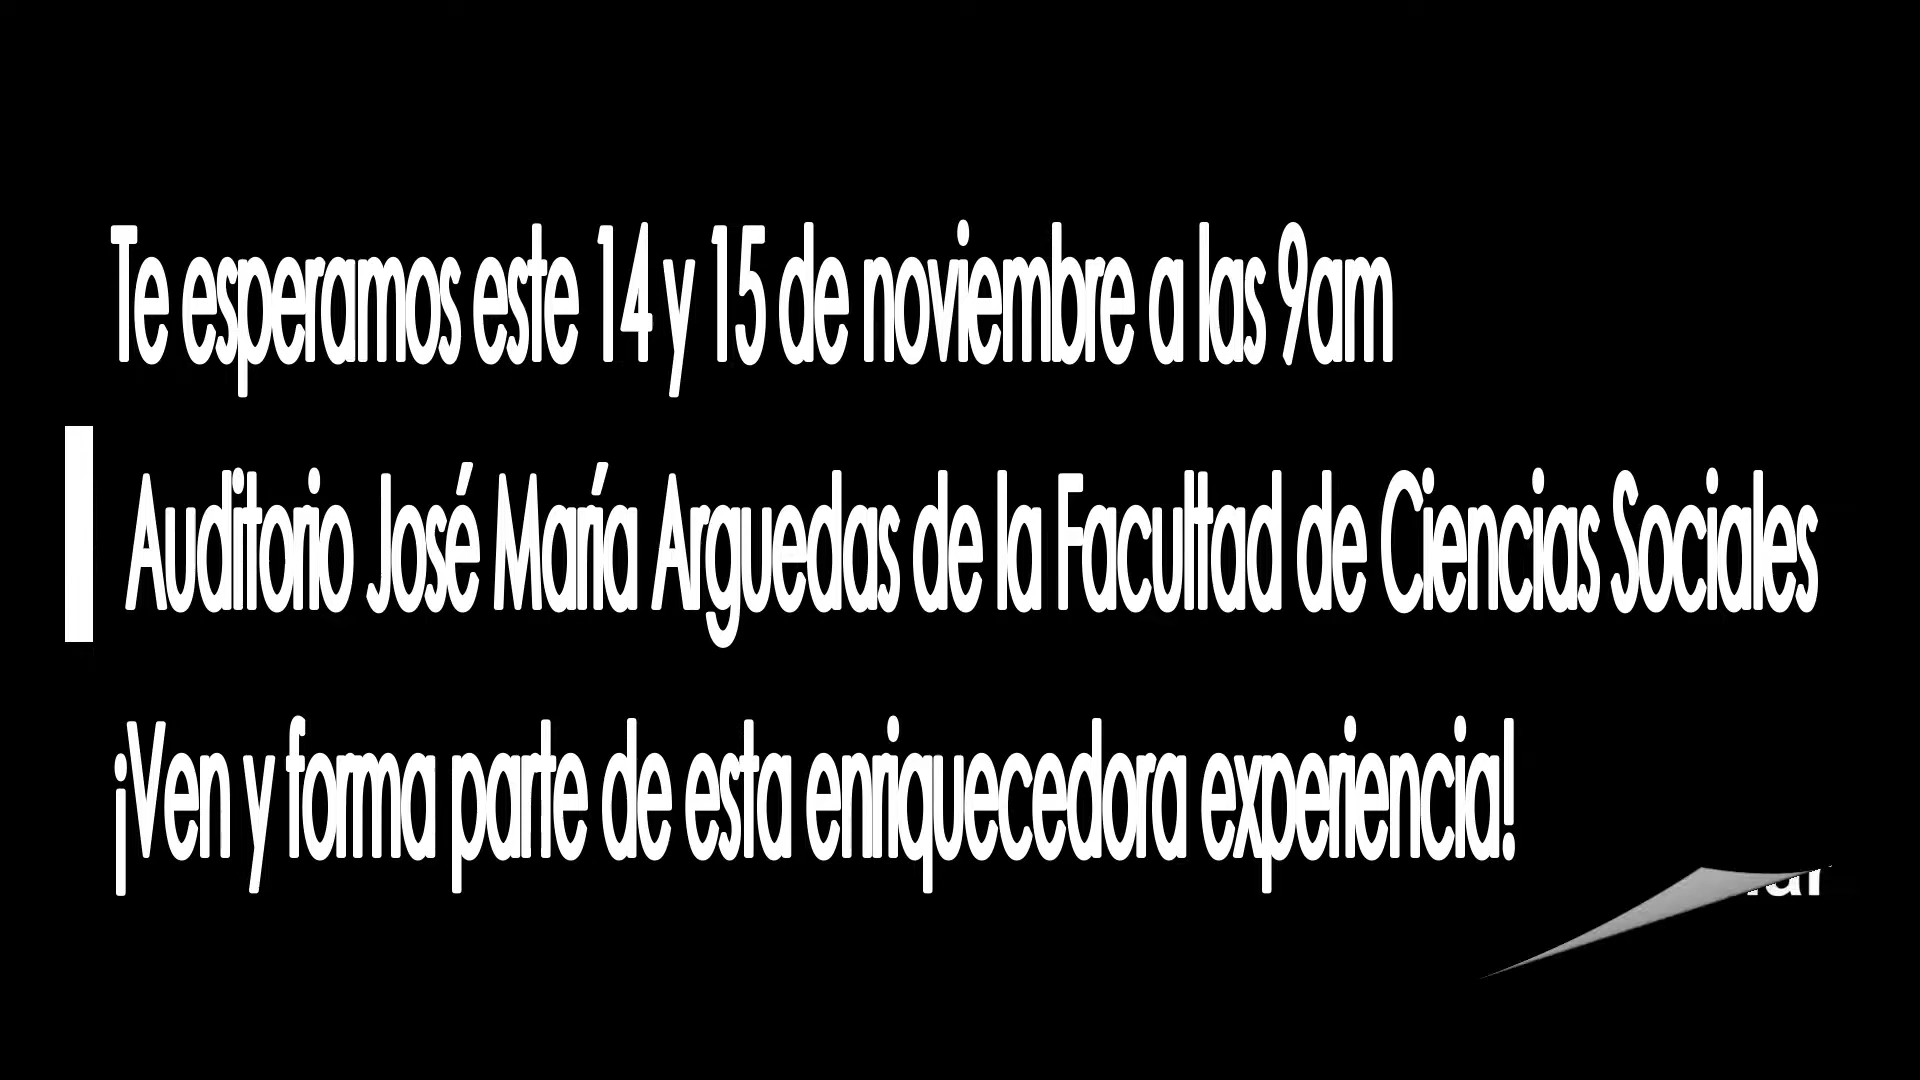 Te esperamos este 14 y 15 de noviembre a las 9am
Auditorio José María Arguedas de la Facultad de Ciencias Sociales
¡Ven y forma parte de esta enriquecedora experiencia!